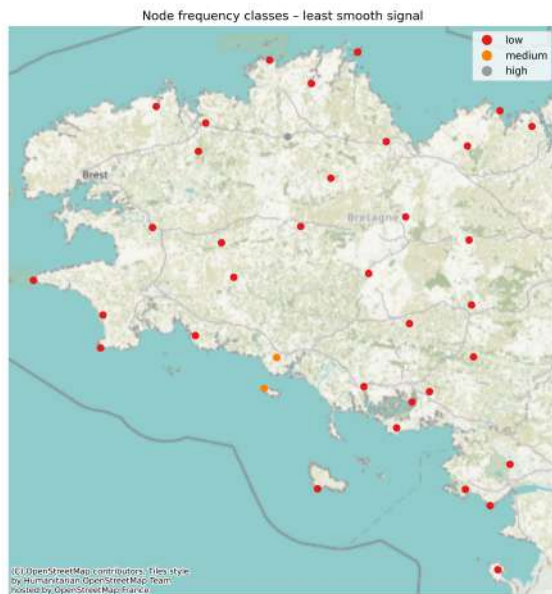 Node frequency classes – least smooth signal
low
medium
high
Brest
Bretagne
(C) OpenStreetMap contributors, Tiles style
by Humanitarian OpenStreetMap Team
hosted by OpenStreetMap France